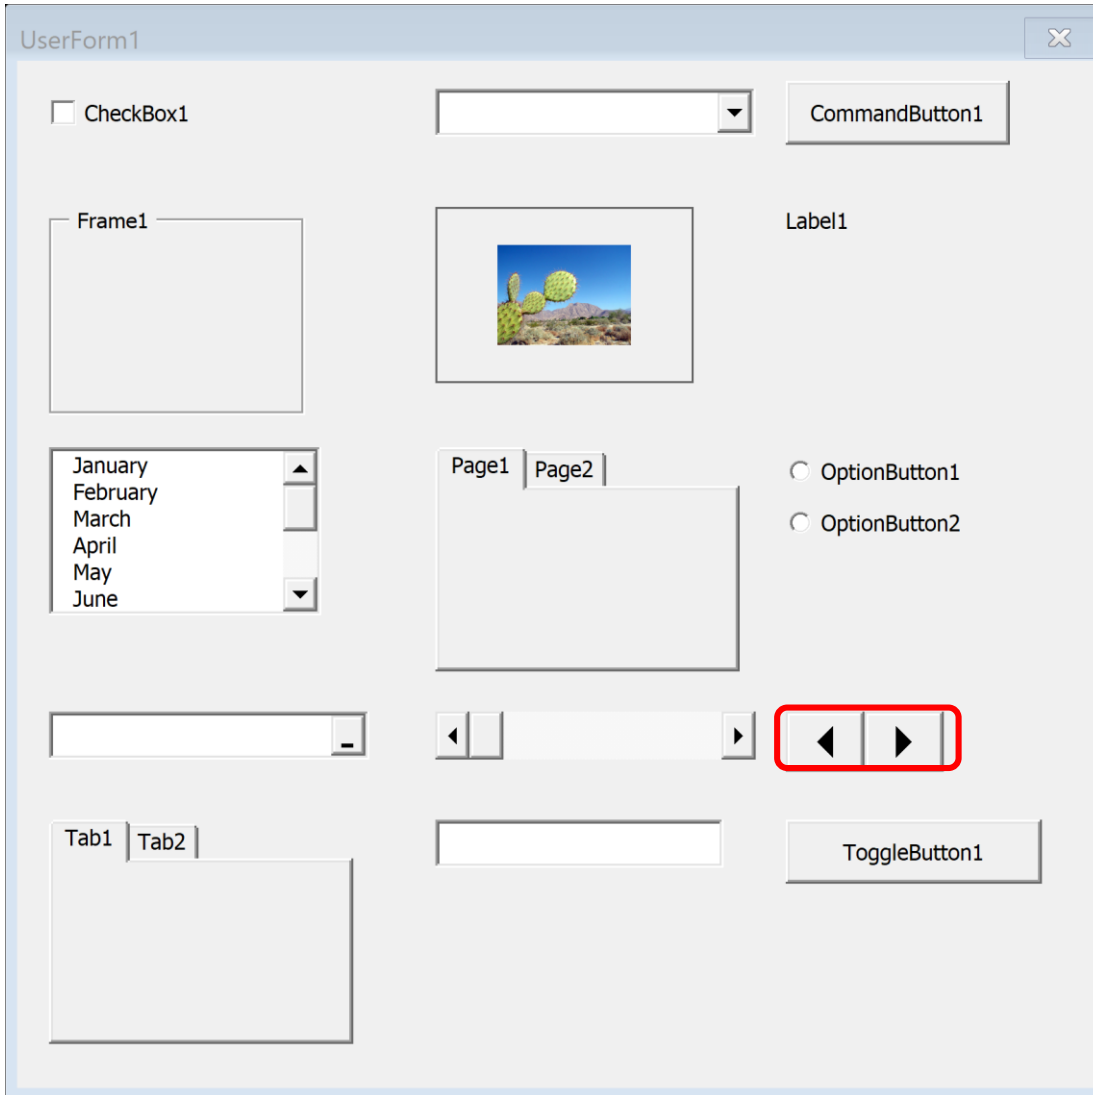 UserForm1
CheckBox1
CommandButton1
Frame1
Label1
January
February
March
April
May
June
Page1
Page2
OptionButton1
OptionButton2
Tab1
Tab2
ToggleButton1